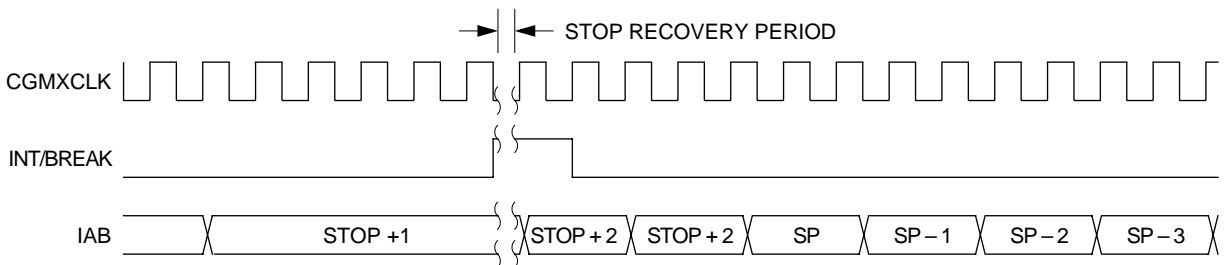 STOP RECOVERY PERIOD
CGMXCLK
INT/BREAK
IAB STOP +1 STOP + 2 STOP + 2 SP SP – 1 SP – 2 SP – 3